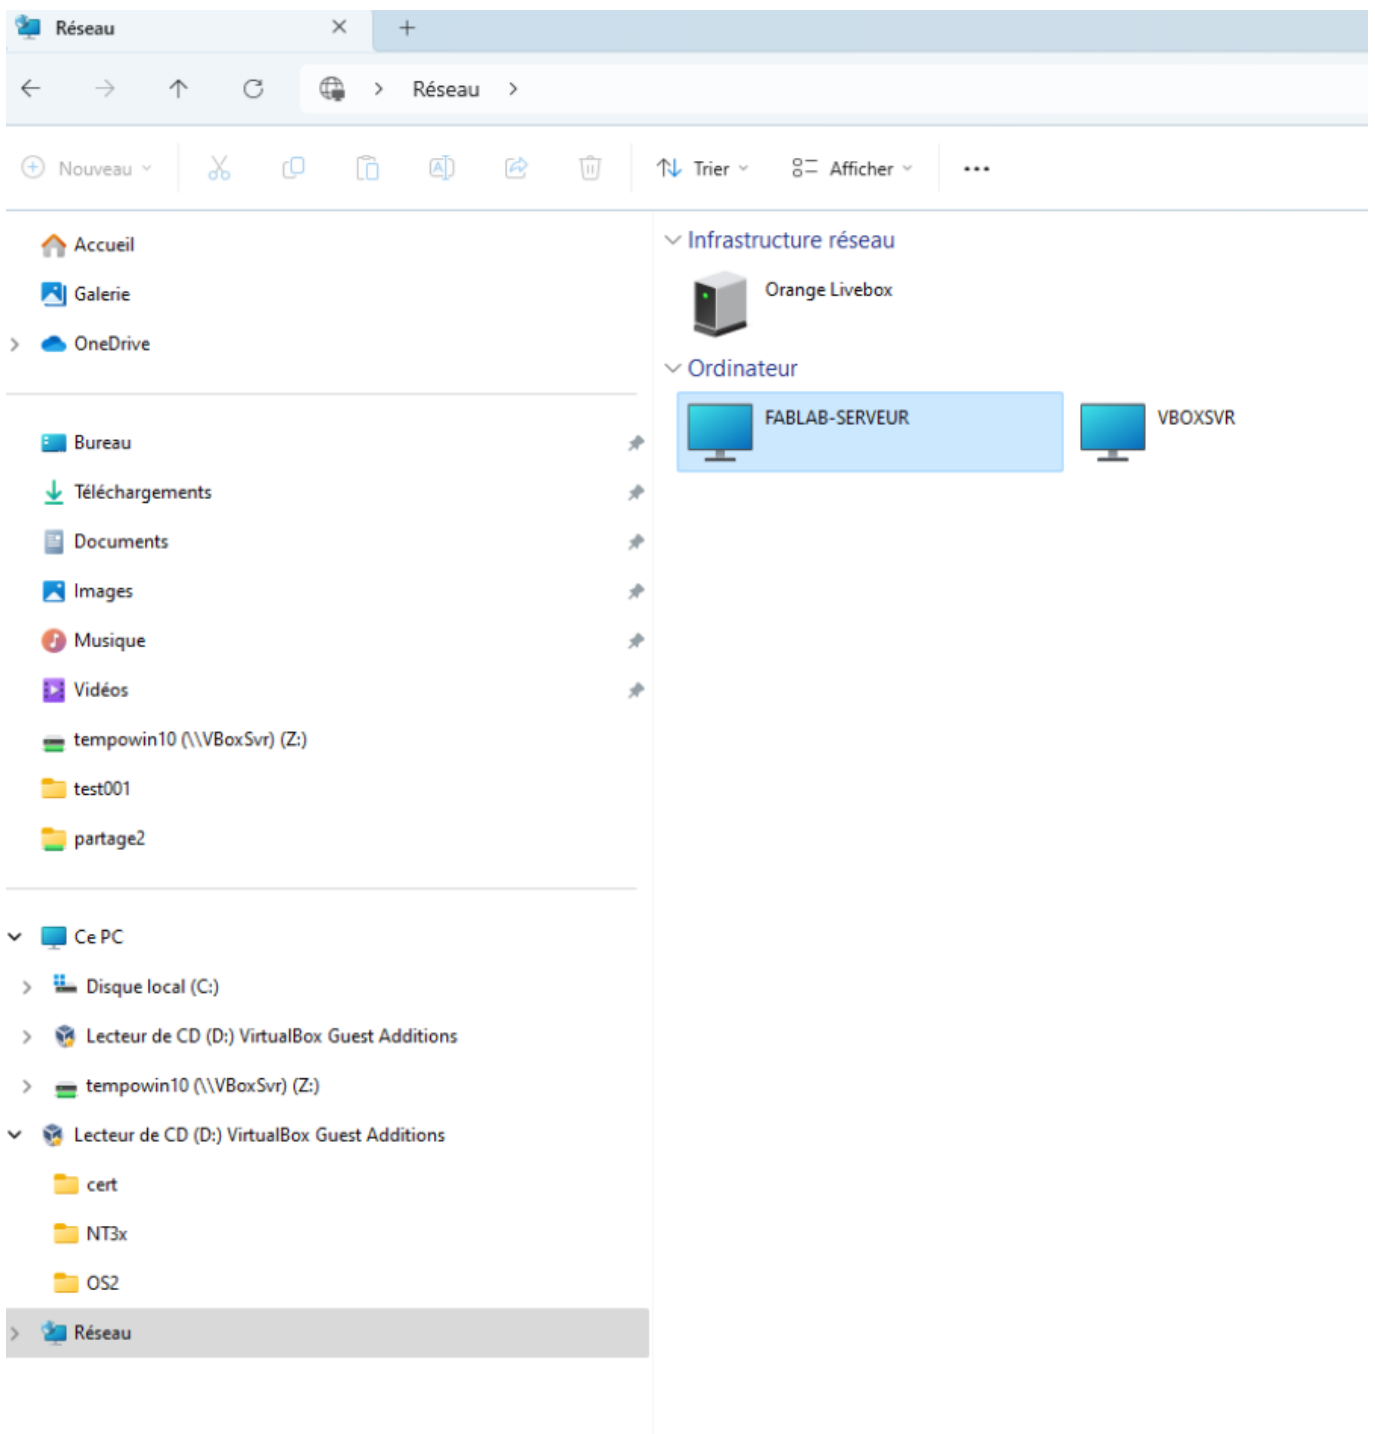 Réseau
Réseau
Nouveau
Trier
Afficher
Accueil
Galerie
OneDrive
Bureau
Téléchargements
Documents
Images
Musique
Vidéos
tempowin10 (\\VBoxSvr) (Z:)
test001
partage2
Ce PC
Disque local (C:)
Lecteur de CD (D:) VirtualBox Guest Additions
tempowin10 (\\VBoxSvr) (Z:)
Lecteur de CD (D:) VirtualBox Guest Additions
cert
NT3x
OS2
Réseau
Infrastructure réseau
Orange Livebox
Ordinateur
FABLAB-SERVEUR
VBOXSVR